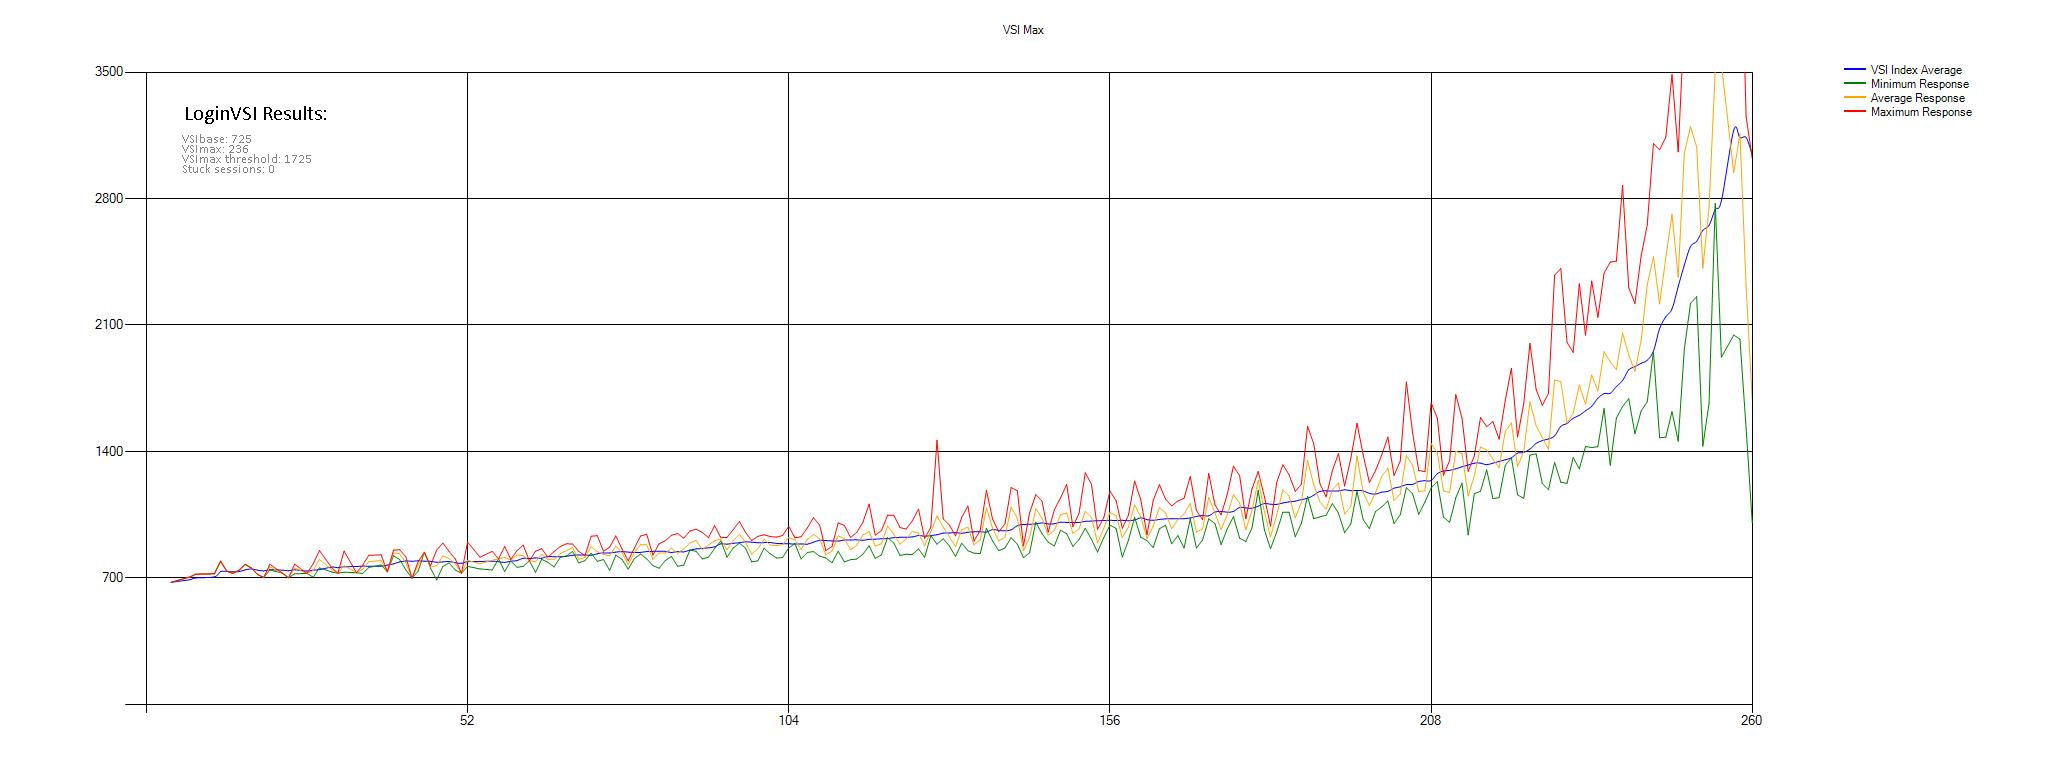 VSI Max
3500
2800
2100
1400
700
LoginVSI Results:
VSIbase: 725
VSImax: 236
VSImax threshold: 1725
Stuck sessions: 0
VSI Index Average
Minimum Response
Average Response
Maximum Response
52
104
156
208
260